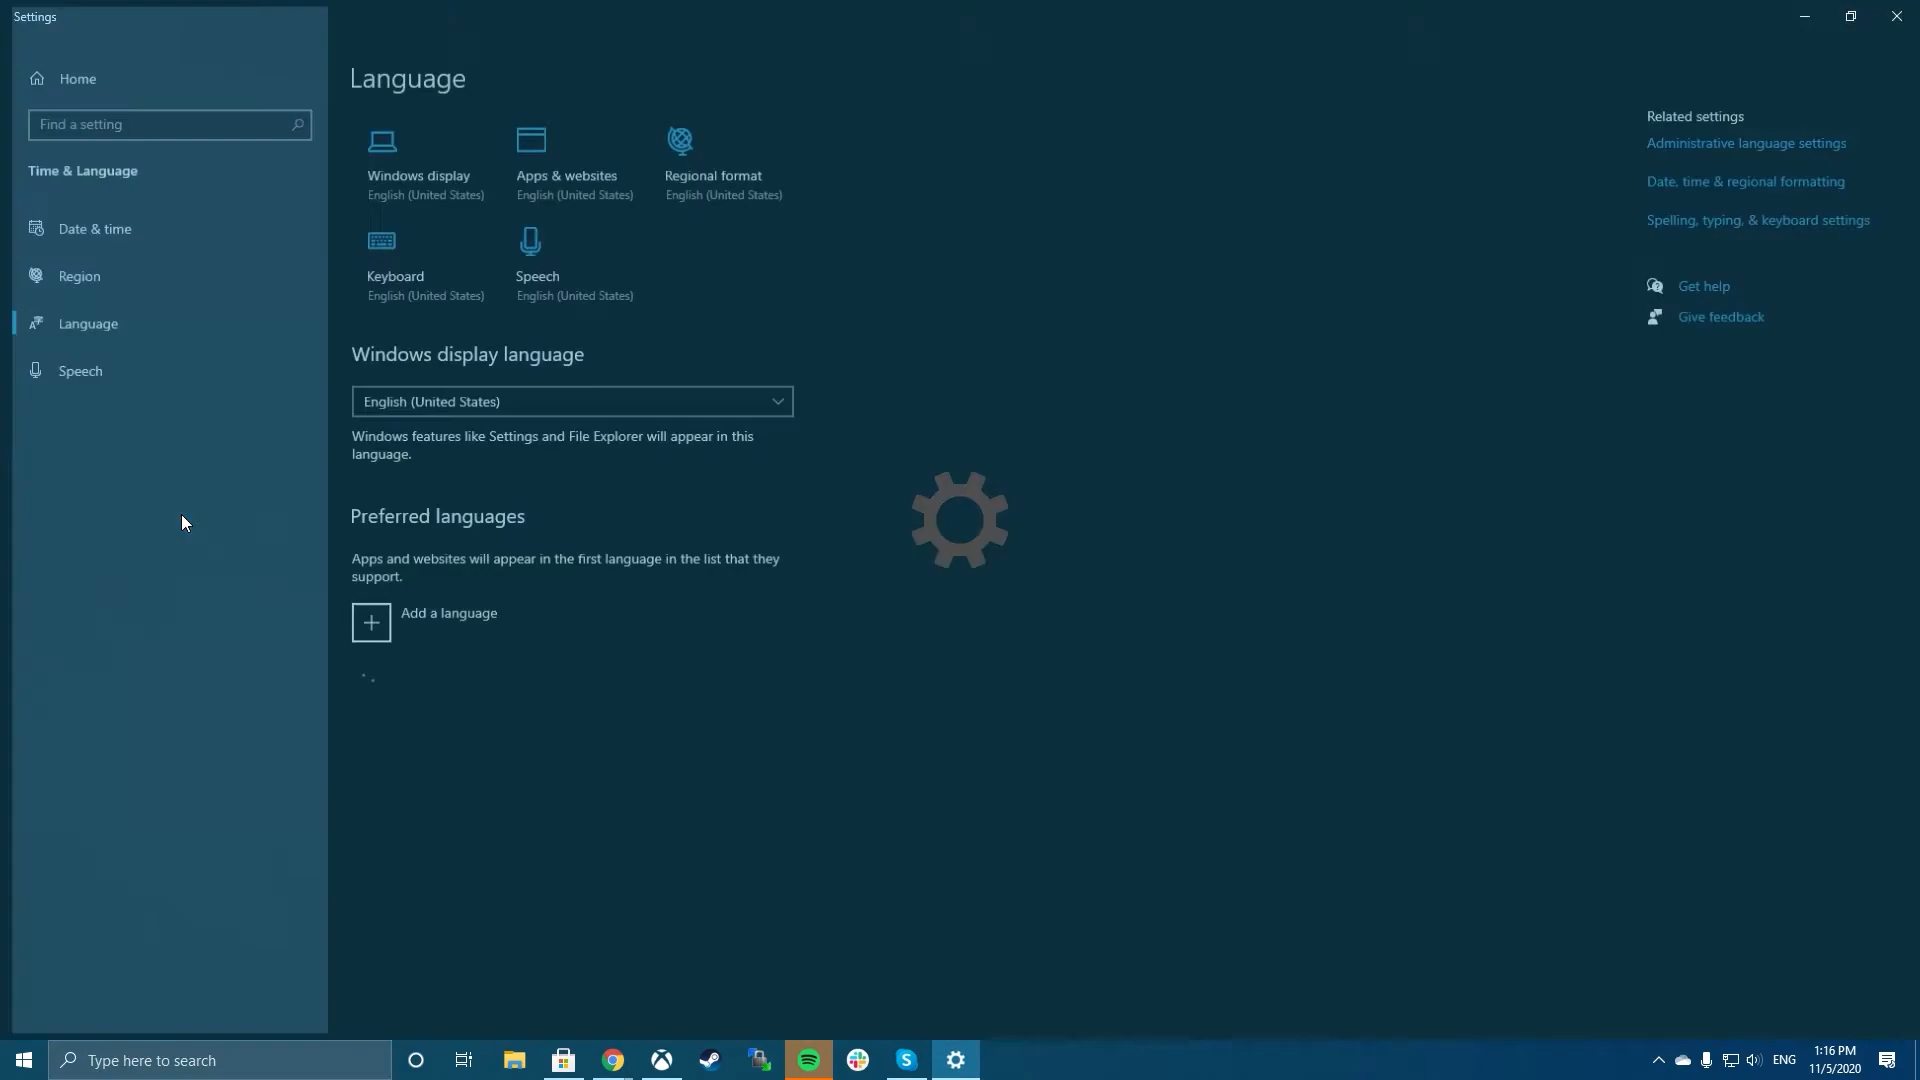 Settings
Home
Find a setting
Time & Language
Date & time
Region
Language
Speech
Language
Windows display
English (United States)
Apps & websites
English (United States)
Regional format
English (United States)
Keyboard
English (United States)
Speech
English (United States)
Windows display language
English (United States)
Windows features like Settings and File Explorer will appear in this
language.
Preferred languages
Apps and websites will appear in the first language in the list that they
support.
Add a language
Related settings
Administrative language settings
Date, time & regional formatting
Spelling, typing, & keyboard settings
Get help
Give feedback
Type here to search
ENG
1:16 PM
11/5/2020